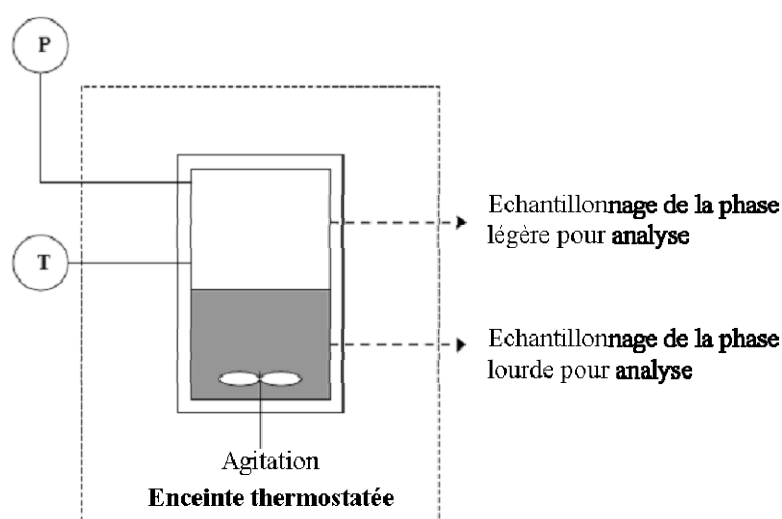 P
Echantillonnage de la phase
légère pour analyse
T
Echantillonnage de la phase
lourde pour analyse
Agitation
Enceinte thermostatée